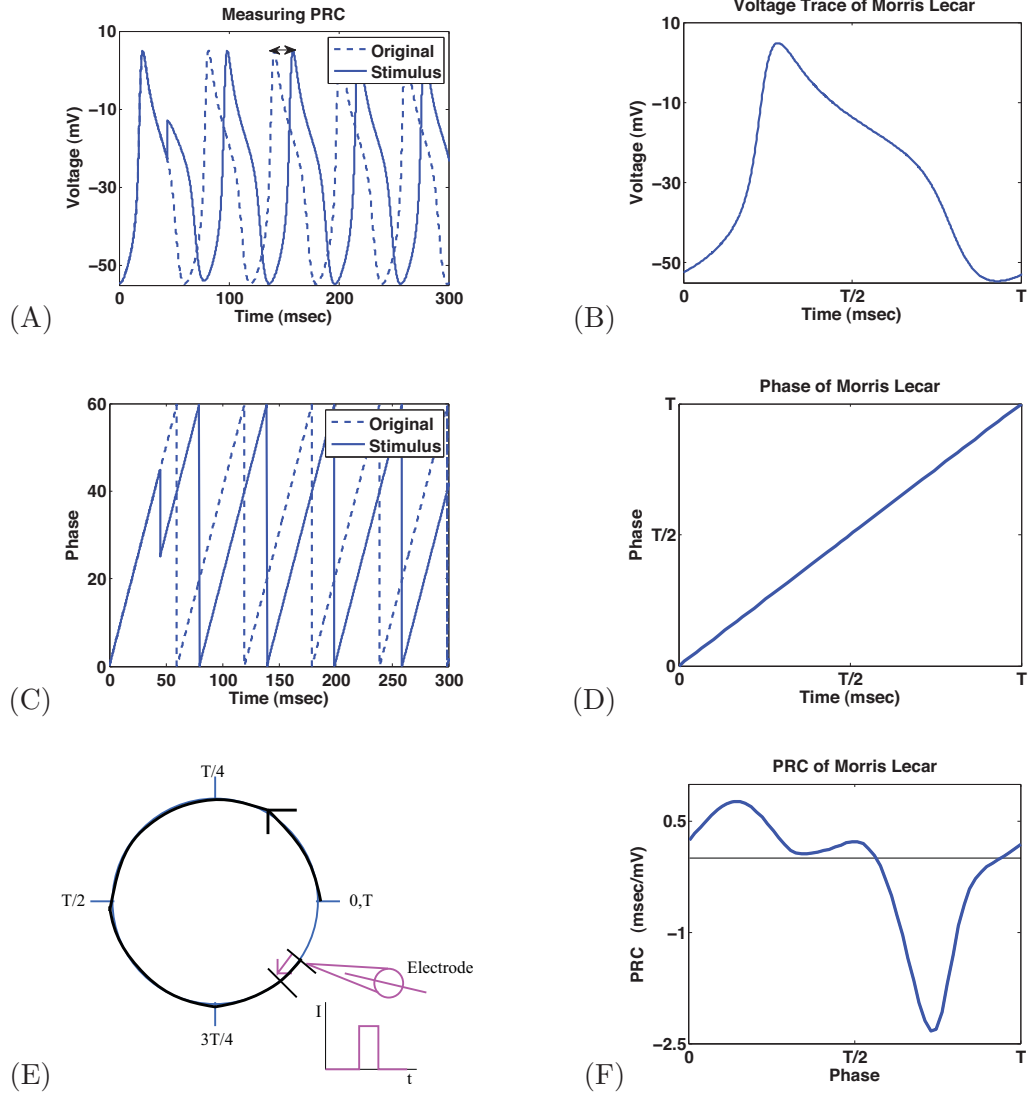 Measuring PRC
10
−10
−30
−50
Voltage (mV)
Original
Stimulus
0 100 200 300
Time (msec)
(A)
Voltage Trace of Morris Lecar
10
−10
−30
−50
Voltage (mV)
0 T/2 T
Time (msec)
(B)
60
40
20
0
Phase
Original
Stimulus
0 50 100 150 200 250 300
Time (msec)
(C)
Phase of Morris Lecar
T
T/2
0
Phase
0 T/2 T
Time (msec)
(D)
T/4
T/2
0,T
3T/4
Electrode
I
t
(E)
PRC of Morris Lecar
0.5
-1
-2.5
PRC (msec/mV)
0 T/2 T
Phase
(F)